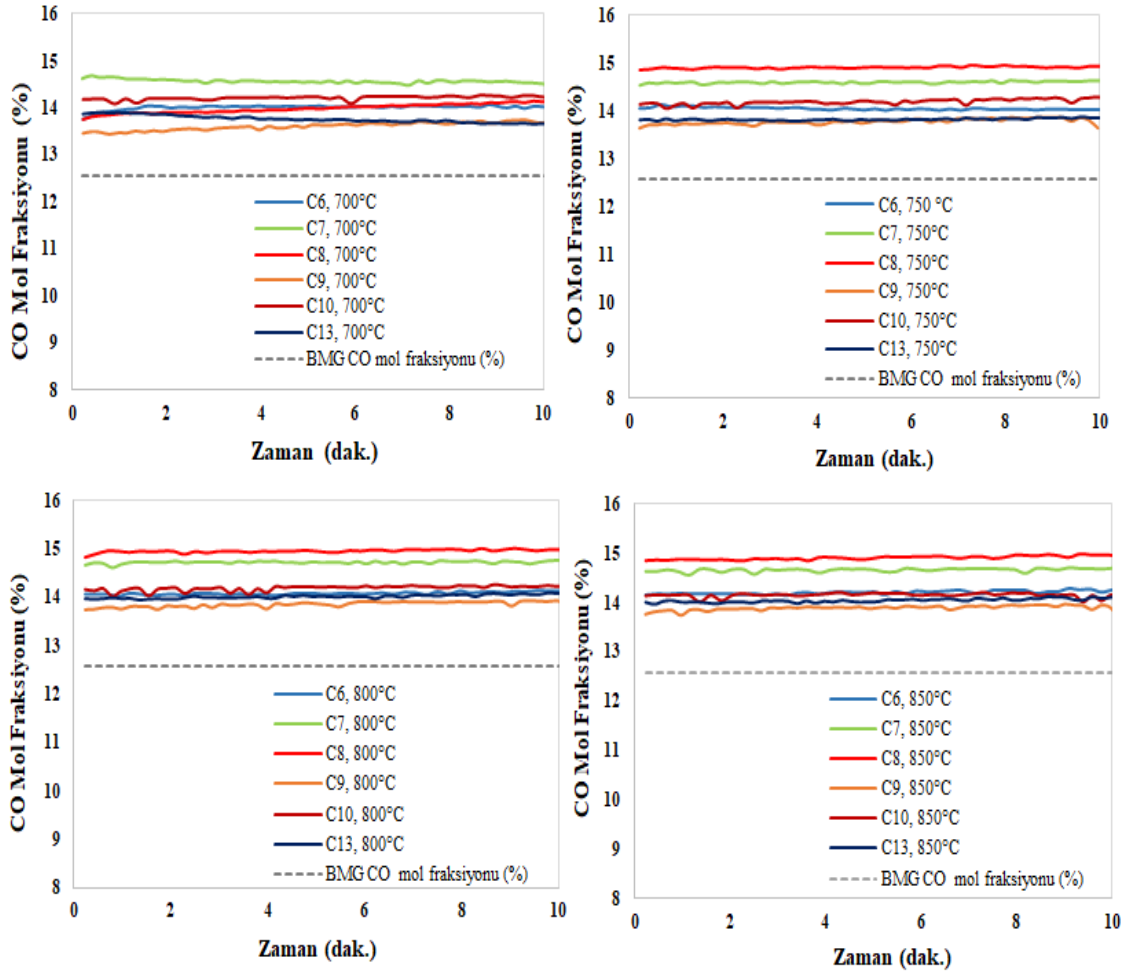 16
15
14
13
12
11
10
9
8
CO Mol Fraksiyonu (%)
C6, 700°C
C7, 700°C
C8, 700°C
C9, 700°C
C10, 700°C
C13, 700°C
BMG CO mol fraksiyonu (%)
0 2 4 6 8 10
Zaman (dak.)
16
15
14
13
12
11
10
9
8
CO Mol Fraksiyonu (%)
C6, 750 °C
C7, 750°C
C8, 750°C
C9, 750°C
C10, 750°C
C13, 750°C
BMG CO mol fraksiyonu (%)
0 2 4 6 8 10
Zaman (dak.)
16
15
14
13
12
11
10
9
8
CO Mol Fraksiyonu (%)
C6, 800°C
C7, 800°C
C8, 800°C
C9, 800°C
C10, 800°C
C13, 800°C
BMG CO mol fraksiyonu (%)
0 2 4 6 8 10
Zaman (dak.)
16
15
14
13
12
11
10
9
8
CO Mol Fraksiyonu (%)
C6, 850°C
C7, 850°C
C8, 850°C
C9, 850°C
C10, 850°C
C13, 850°C
BMG CO mol fraksiyonu (%)
0 2 4 6 8 10
Zaman (dak.)